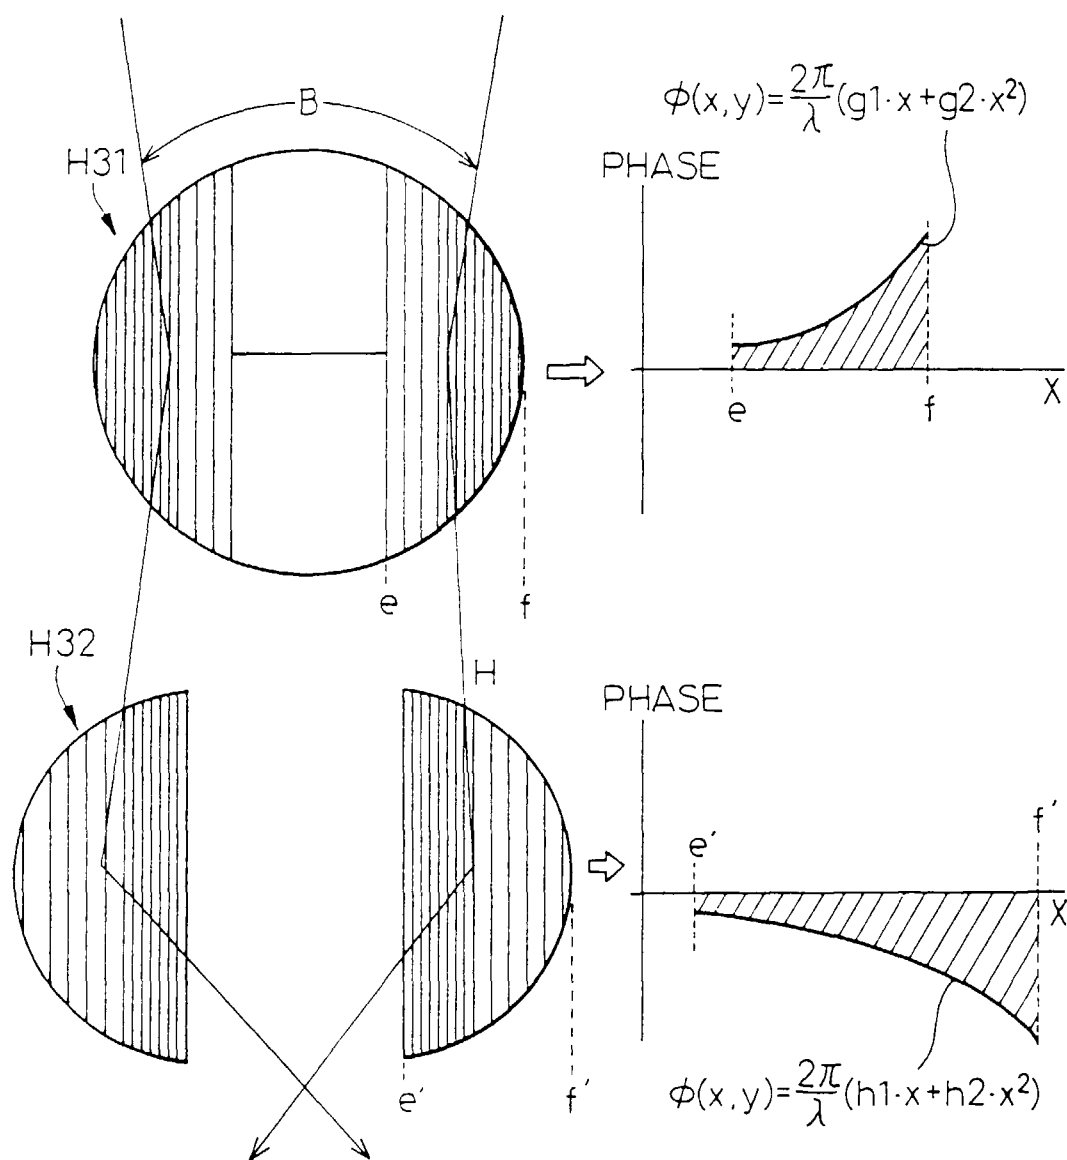 B
H31
ϕ(x,y)=2π/λ(g1·x+g2·x²)
PHASE
e
f
X
e
f
H32
H
PHASE
e′
f′
X
e′
f′
ϕ(x,y)=2π/λ(h1·x+h2·x²)